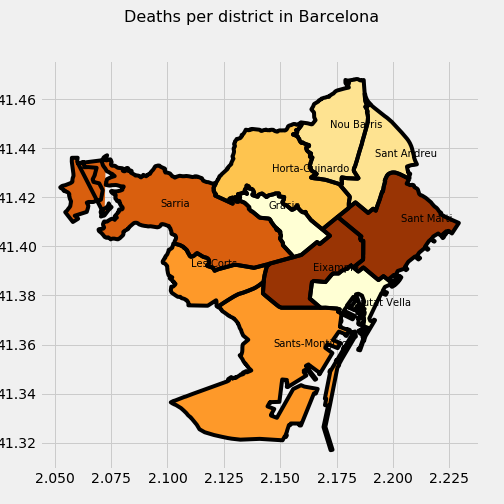 Deaths per district in Barcelona
41.46
Nou Barris
41.44
Sant Andreu
Horta-Guinardo
41.42
Sarria
Gracia
Sant Marti
41.40
Les Corts
Eixample
41.38
Ciutat Vella
41.36
Sants-Montjuic
41.34
41.32
2.050 2.075 2.100 2.125 2.150 2.175 2.200 2.225